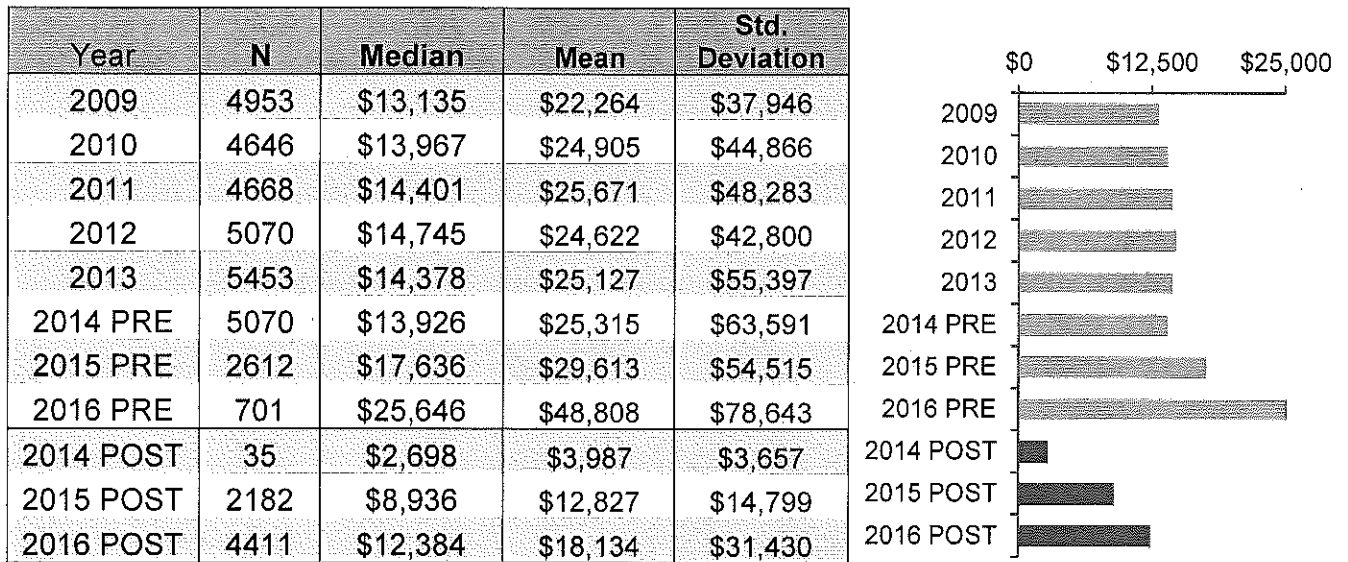 Year N Median Mean Std. Deviation
2009 4953 $13,135 $22,264 $37,946
2010 4646 $13,967 $24,905 $44,866
2011 4668 $14,401 $25,671 $48,283
2012 5070 $14,745 $24,622 $42,800
2013 5453 $14,378 $25,127 $55,397
2014 PRE 5070 $13,926 $25,315 $63,591
2015 PRE 2612 $17,636 $29,613 $54,515
2016 PRE 701 $25,646 $48,808 $78,643
2014 POST 35 $2,698 $3,987 $3,657
2015 POST 2182 $8,936 $12,827 $14,799
2016 POST 4411 $12,384 $18,134 $31,430
$0 $12,500 $25,000
2009
2010
2011
2012
2013
2014 PRE
2015 PRE
2016 PRE
2014 POST
2015 POST
2016 POST